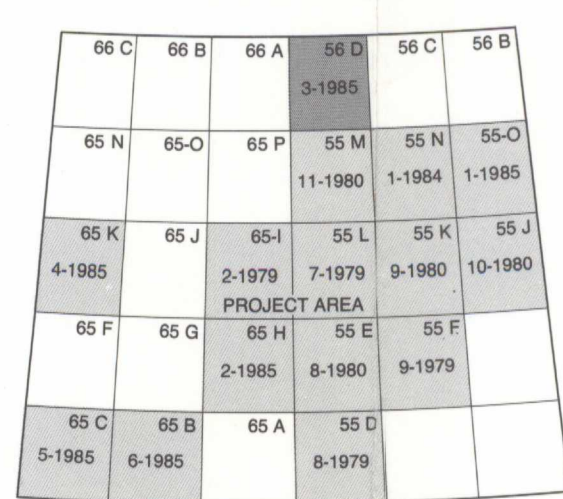 66 C 66 B 66 A 56 D 56 C 56 B
3-1985
65 N 65-O 65 P 55 M 55 N 55-O
11-1980 1-1984 1-1985
65 K 65 J 65-I 55 L 55 K 55 J
4-1985 2-1979 7-1979 9-1980 10-1980
PROJECT AREA
65 F 65 G 65 H 55 E 55 F
2-1985 8-1980 9-1979
65 C 65 B 65 A 55 D
5-1985 6-1985 8-1979